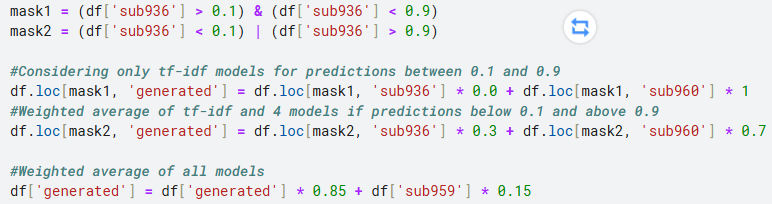 mask1 = (df['sub936'] > 0.1) & (df['sub936'] < 0.9)
mask2 = (df['sub936'] < 0.1) | (df['sub936'] > 0.9)
#Considering only tf-idf models for predictions between 0.1 and 0.9
df.loc[mask1, 'generated'] = df.loc[mask1, 'sub936'] * 0.0 + df.loc[mask1, 'sub960'] * 1
#Weighted average of tf-idf and 4 models if predictions below 0.1 and above 0.9
df.loc[mask2, 'generated'] = df.loc[mask2, 'sub936'] * 0.3 + df.loc[mask2, 'sub960'] * 0.7
#Weighted average of all models
df['generated'] = df['generated'] * 0.85 + df['sub959'] * 0.15